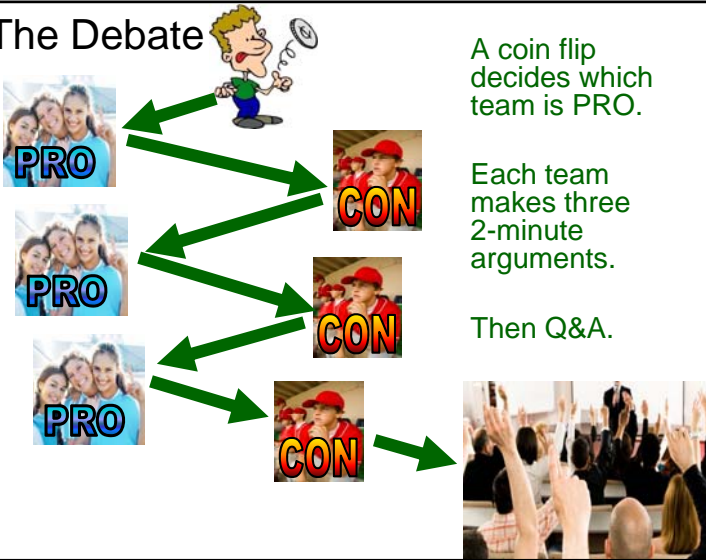 The Debate
A coin flip
decides which
team is PRO.
PRO
CON
Each team
makes three
2-minute
arguments.
PRO
CON
Then Q&A.
PRO
CON